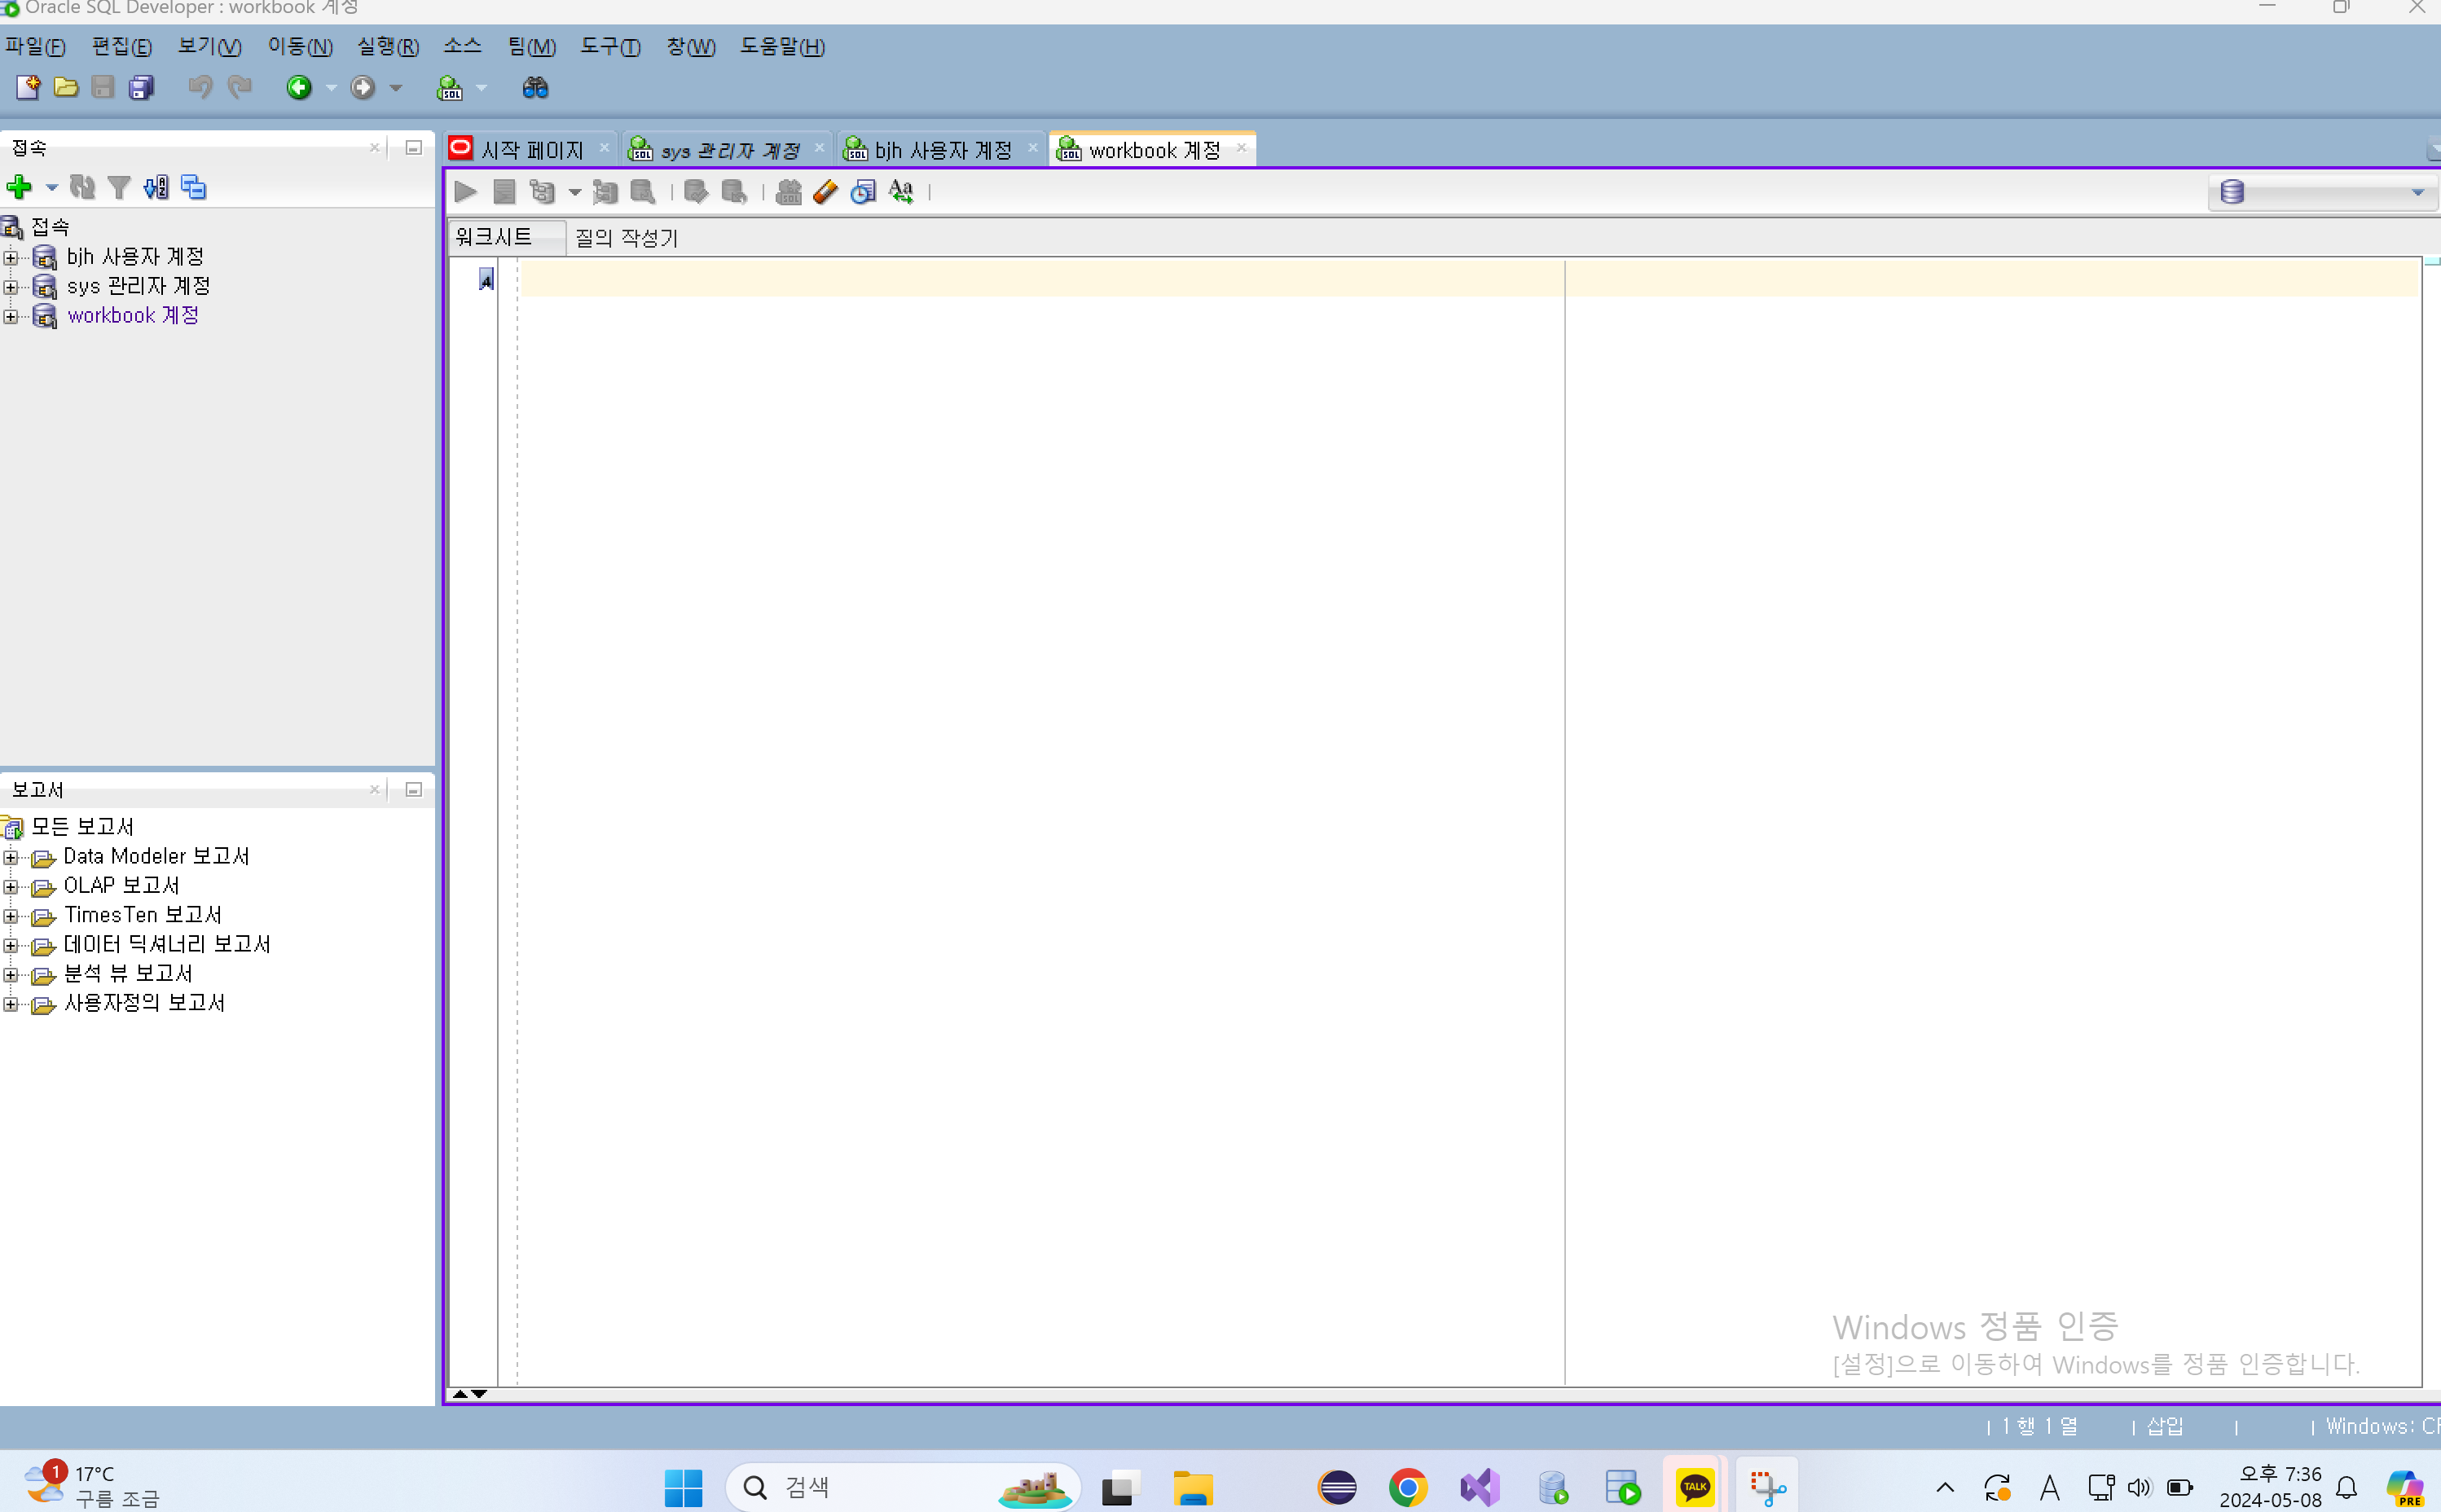 Oracle SQL Developer : workbook 계정
파일(F) 편집(E) 보기(V) 이동(N) 실행(R) 소스 팀(M) 도구(T) 창(W) 도움말(H)
접속
시작 페이지
sys 관리자 계정
bjh 사용자 계정
workbook 계정
워크시트
질의 작성기
접속
bjh 사용자 계정
sys 관리자 계정
workbook 계정
보고서
모든 보고서
Data Modeler 보고서
OLAP 보고서
TimesTen 보고서
데이터 딕셔너리 보고서
분석 뷰 보고서
사용자정의 보고서
Windows 정품 인증
[설정]으로 이동하여 Windows를 정품 인증합니다.
| 1 행 1 열 | 삽입 | | Windows:
1
17°C
구름 조금
검색
TALK
A
오후 7:36
2024-05-08
PRE